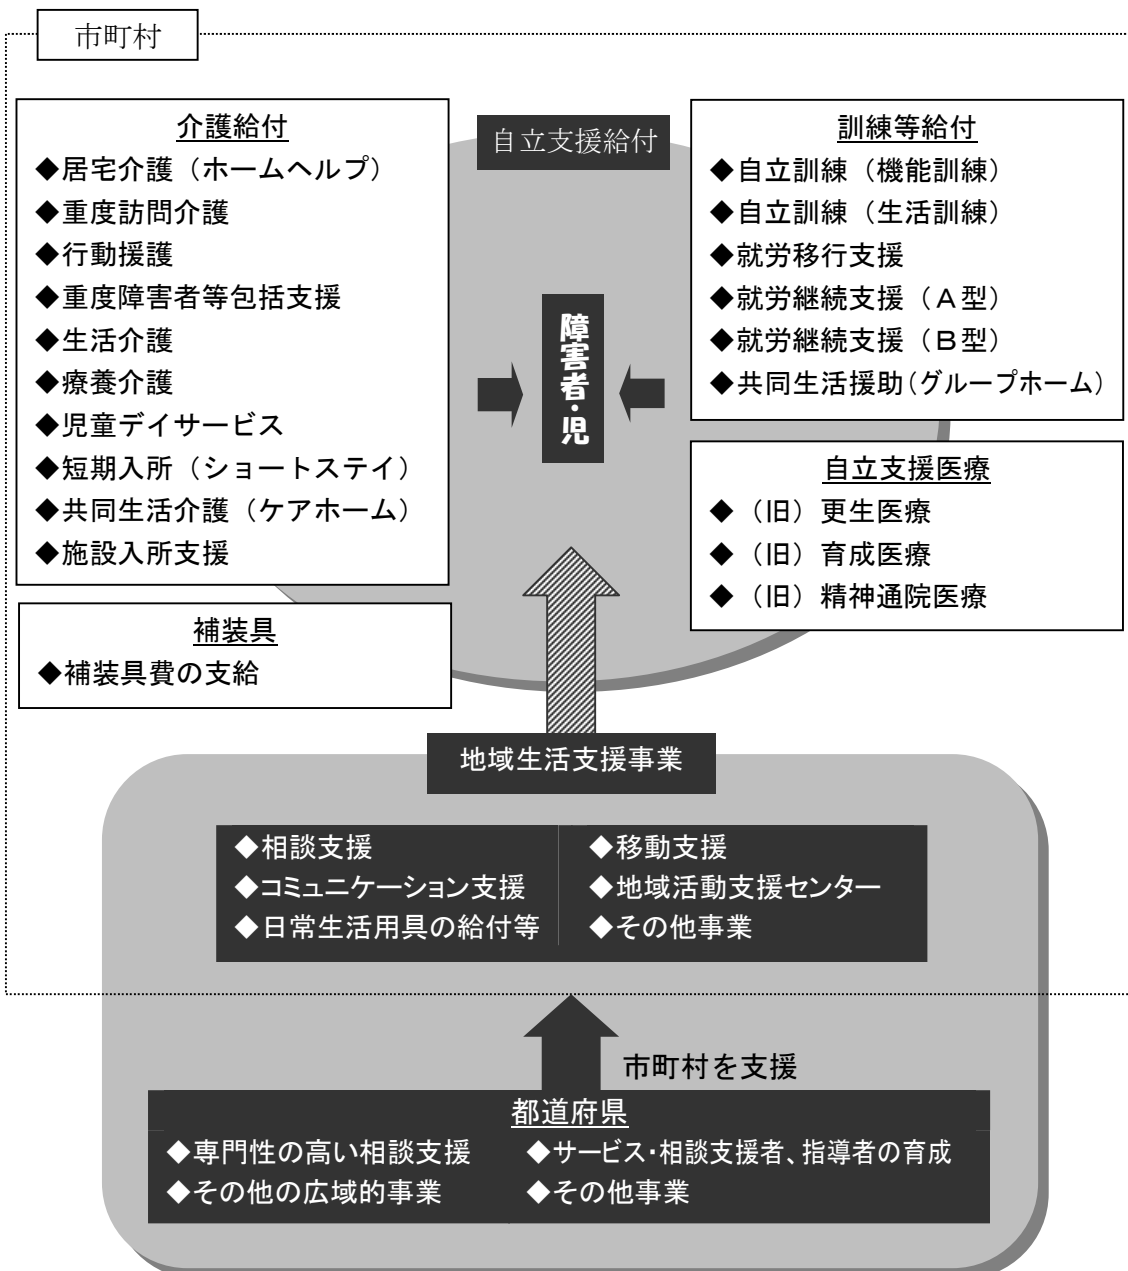 市町村
介護給付
◆居宅介護（ホームヘルプ）
◆重度訪問介護
◆行動援護
◆重度障害者等包括支援
◆生活介護
◆療養介護
◆児童デイサービス
◆短期入所（ショートステイ）
◆共同生活介護（ケアホーム）
◆施設入所支援
補装具
◆補装具費の支給
自立支援給付
障害者・児
訓練等給付
◆自立訓練（機能訓練）
◆自立訓練（生活訓練）
◆就労移行支援
◆就労継続支援（Ａ型）
◆就労継続支援（Ｂ型）
◆共同生活援助（グループホーム）
自立支援医療
◆（旧）更生医療
◆（旧）育成医療
◆（旧）精神通院医療
地域生活支援事業
◆相談支援
◆コミュニケーション支援
◆日常生活用具の給付等
◆移動支援
◆地域活動支援センター
◆その他事業
市町村を支援
都道府県
◆専門性の高い相談支援
◆その他の広域的事業
◆サービス・相談支援者、指導者の育成
◆その他事業